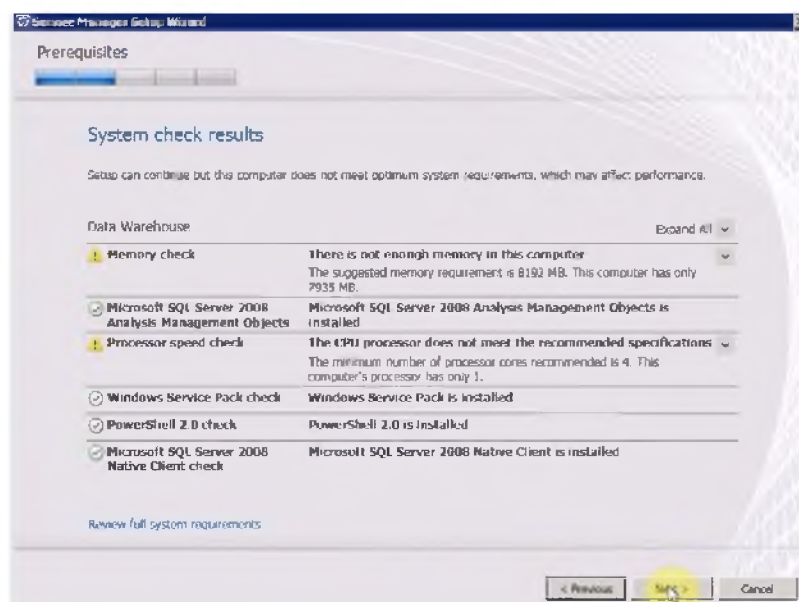 Service Manager Setup Wizard
Prerequisites
System check results
Setup can continue but this computer does not meet optimum system requirements, which may affect performance.
Data Warehouse
Expand All
Memory check
There is not enough memory in this computer
The suggested memory requirement is 8192 MB. This computer has only
7935 MB.
Microsoft SQL Server 2008
Analysis Management Objects
Microsoft SQL Server 2008 Analysis Management Objects is
installed
Processor speed check
The CPU processor does not meet the recommended specifications
The minimum number of processor cores recommended is 4. This
computer's processor has only 1.
Windows Service Pack check
Windows Service Pack is installed
PowerShell 2.0 check
PowerShell 2.0 is installed
Microsoft SQL Server 2008
Native Client check
Microsoft SQL Server 2008 Native Client is installed
Review full system requirements
< Previous
Next >
Cancel